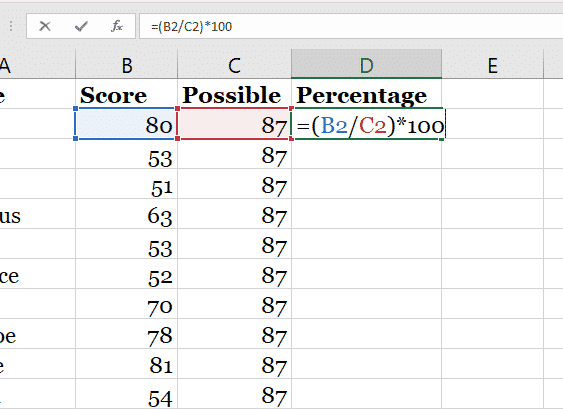 fx =(B2/C2)*100
A B C D E
e Score Possible Percentage
80 87 =(B2/C2)*100
53 87
51 87
us 63 87
53 87
ce 52 87
70 87
oe 78 87
e 81 87
54 87